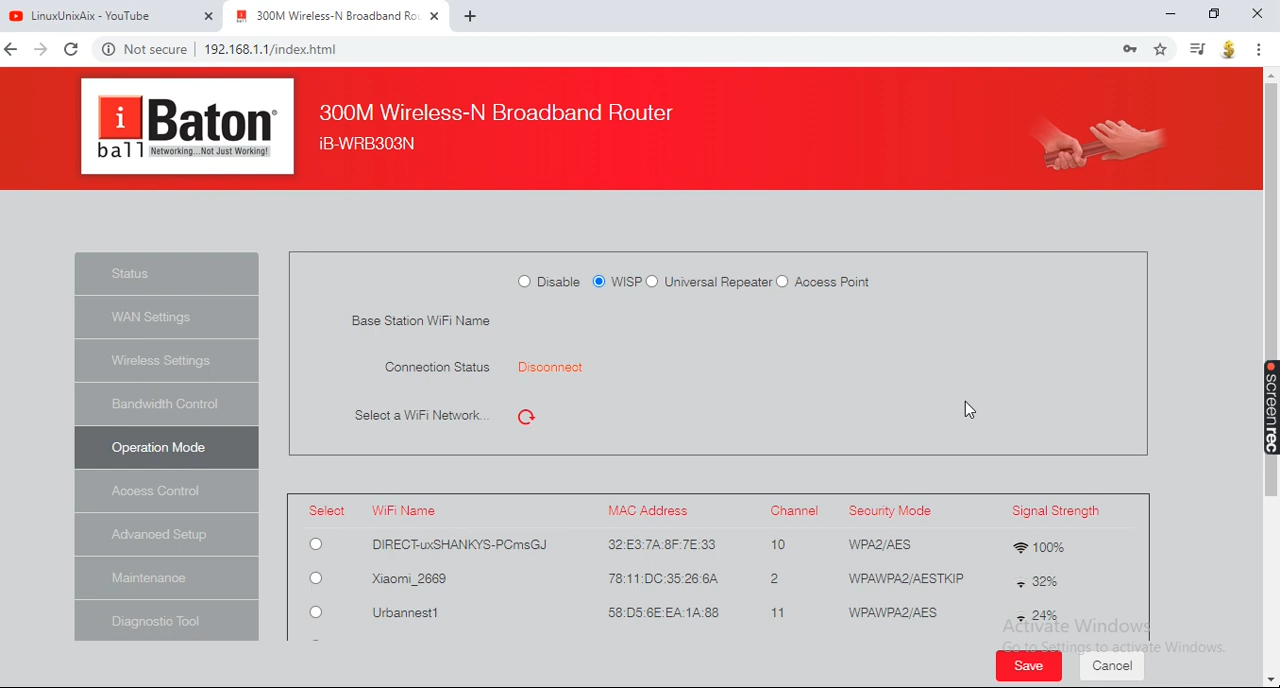 LinuxUnixAix - YouTube
300M Wireless-N Broadband Rou
Not secure
192.168.1.1/index.html
i Baton
ball Networking...Not Just Working!
300M Wireless-N Broadband Router
iB-WRB303N
Status
WAN Settings
Wireless Settings
Bandwidth Control
Operation Mode
Access Control
Advanced Setup
Maintenance
Diagnostic Tool
Disable WISP Universal Repeater Access Point
Base Station WiFi Name
Connection Status Disconnect
Select a WiFi Network...
Select WiFi Name MAC Address Channel Security Mode Signal Strength
DIRECT-uxSHANKYS-PCmsGJ 32:E3:7A:8F:7E:33 10 WPA2/AES 100%
Xiaomi_2669 78:11:DC:35:26:6A 2 WPAWPA2/AESTKIP 32%
Urbannest1 58:D5:6E:EA:1A:88 11 WPAWPA2/AES 24%
Activate Windows
Go to Settings to activate Windows.
Save Cancel
screenrec